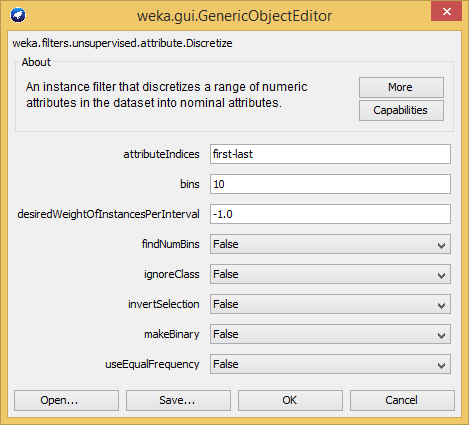 weka.gui.GenericObjectEditor
weka.filters.unsupervised.attribute.Discretize
About
An instance filter that discretizes a range of numeric
attributes in the dataset into nominal attributes.
More
Capabilities
attributeIndices first-last
bins 10
desiredWeightOfInstancesPerInterval -1.0
findNumBins False
ignoreClass False
invertSelection False
makeBinary False
useEqualFrequency False
Open... Save... OK Cancel